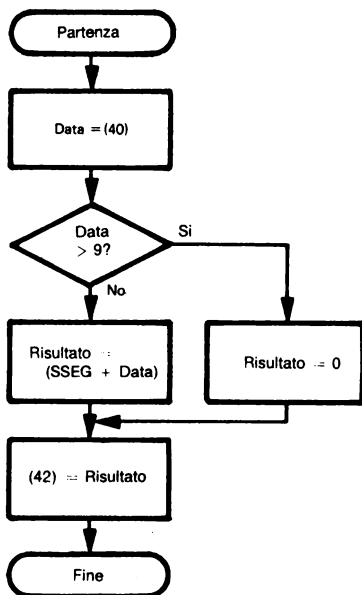 Partenza
Data = (40)
Data
> 9?
Si
No
Risultato =
(SSEG + Data)
Risultato = 0
(42) = Risultato
Fine